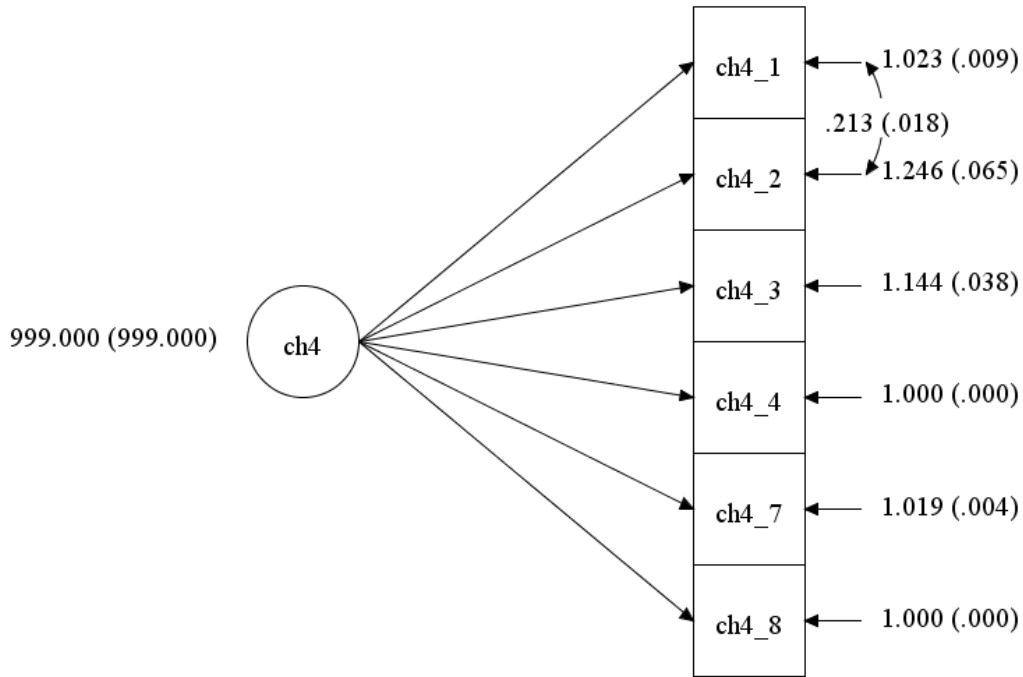 ch4_1
1.023 (.009)
.213 (.018)
ch4_2
1.246 (.065)
ch4_3
1.144 (.038)
999.000 (999.000)
ch4
ch4_4
1.000 (.000)
ch4_7
1.019 (.004)
ch4_8
1.000 (.000)